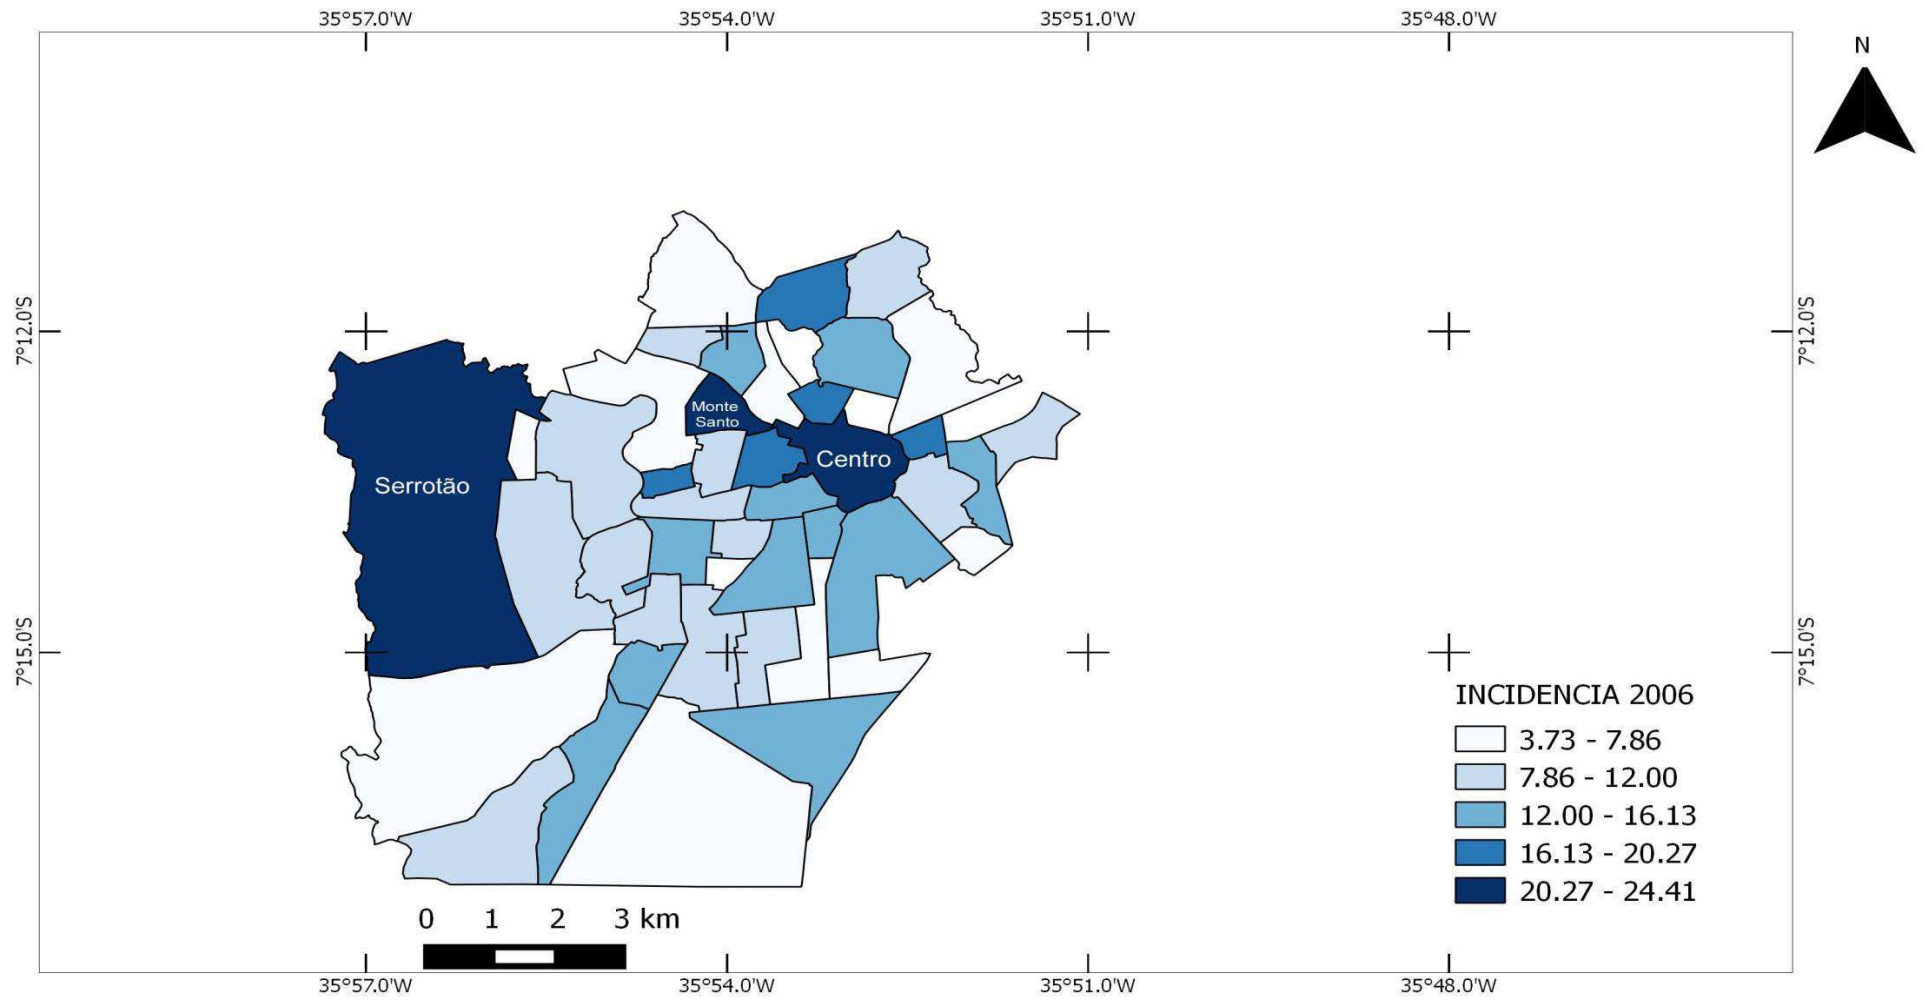 35°57.0'W 35°54.0'W 35°51.0'W 35°48.0'W
N
7°12.0'S 7°12.0'S
Monte
Santo
Centro
Serrotão
7°15.0'S 7°15.0'S
INCIDENCIA 2006
3.73 - 7.86
7.86 - 12.00
12.00 - 16.13
16.13 - 20.27
20.27 - 24.41
0 1 2 3 km
35°57.0'W 35°54.0'W 35°51.0'W 35°48.0'W